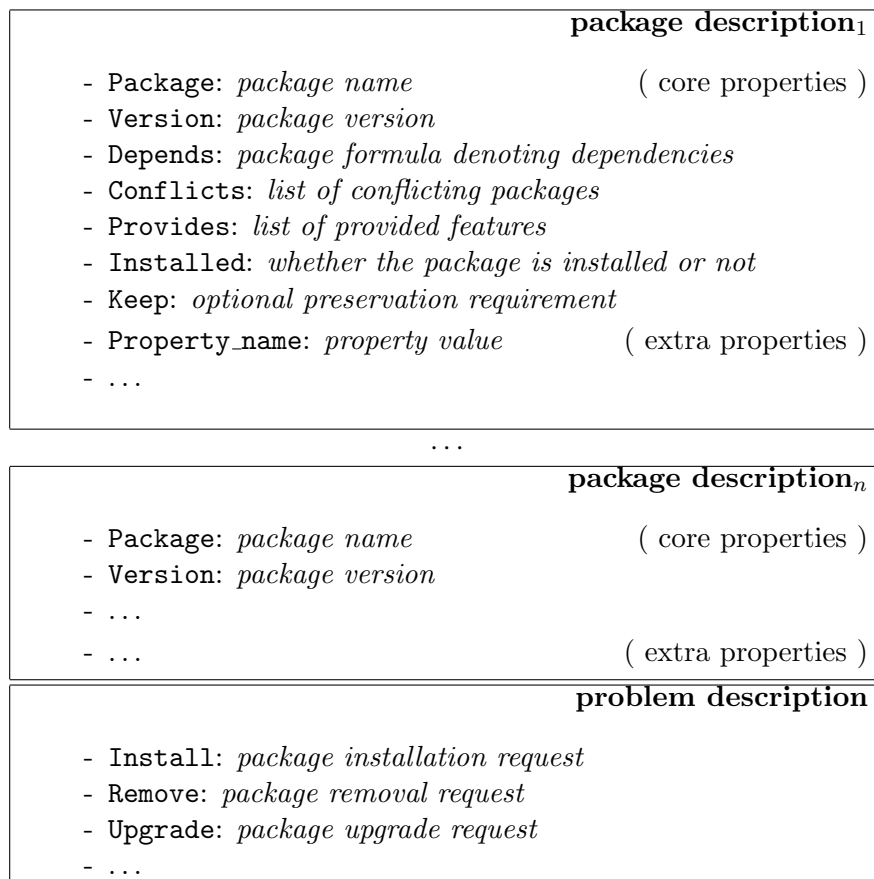 package description₁
- Package: package name ( core properties )
- Version: package version
- Depends: package formula denoting dependencies
- Conflicts: list of conflicting packages
- Provides: list of provided features
- Installed: whether the package is installed or not
- Keep: optional preservation requirement
- Property_name: property value ( extra properties )
- ...
...
package descriptionₙ
- Package: package name ( core properties )
- Version: package version
- ...
- ... ( extra properties )
problem description
- Install: package installation request
- Remove: package removal request
- Upgrade: package upgrade request
- ...